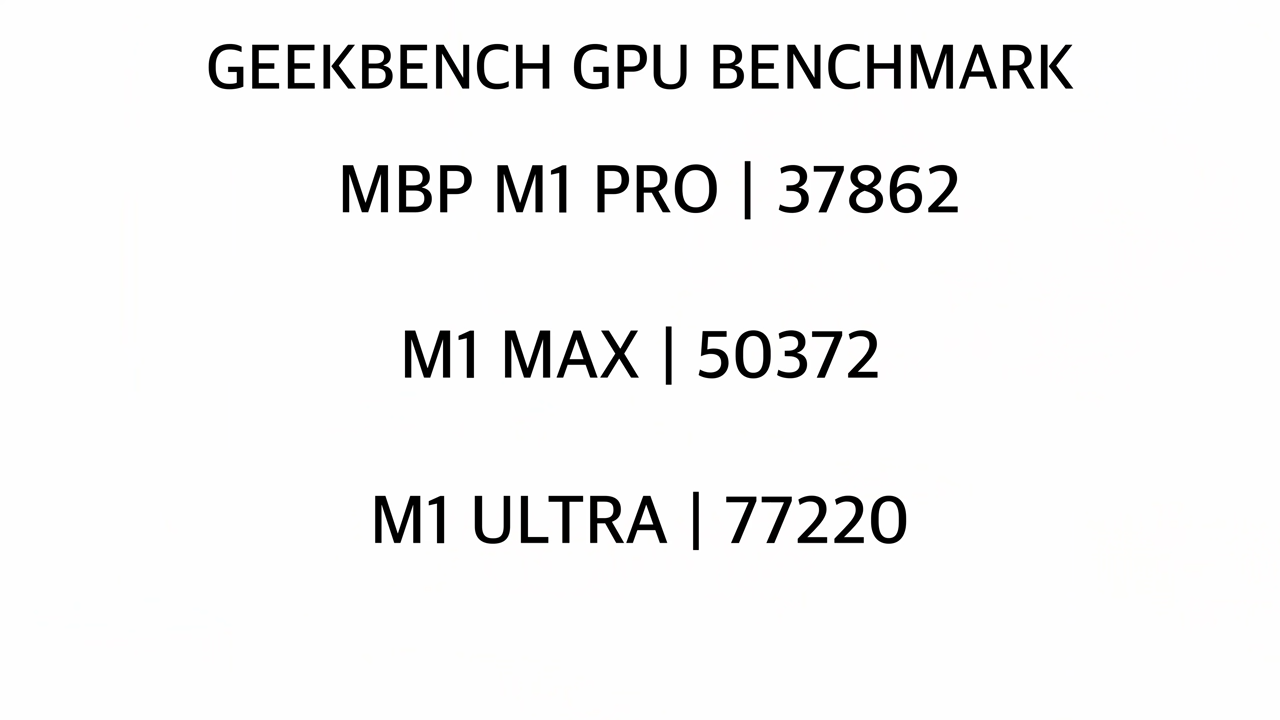 GEEKBENCH GPU BENCHMARK
MBP M1 PRO | 37862
M1 MAX | 50372
M1 ULTRA | 77220